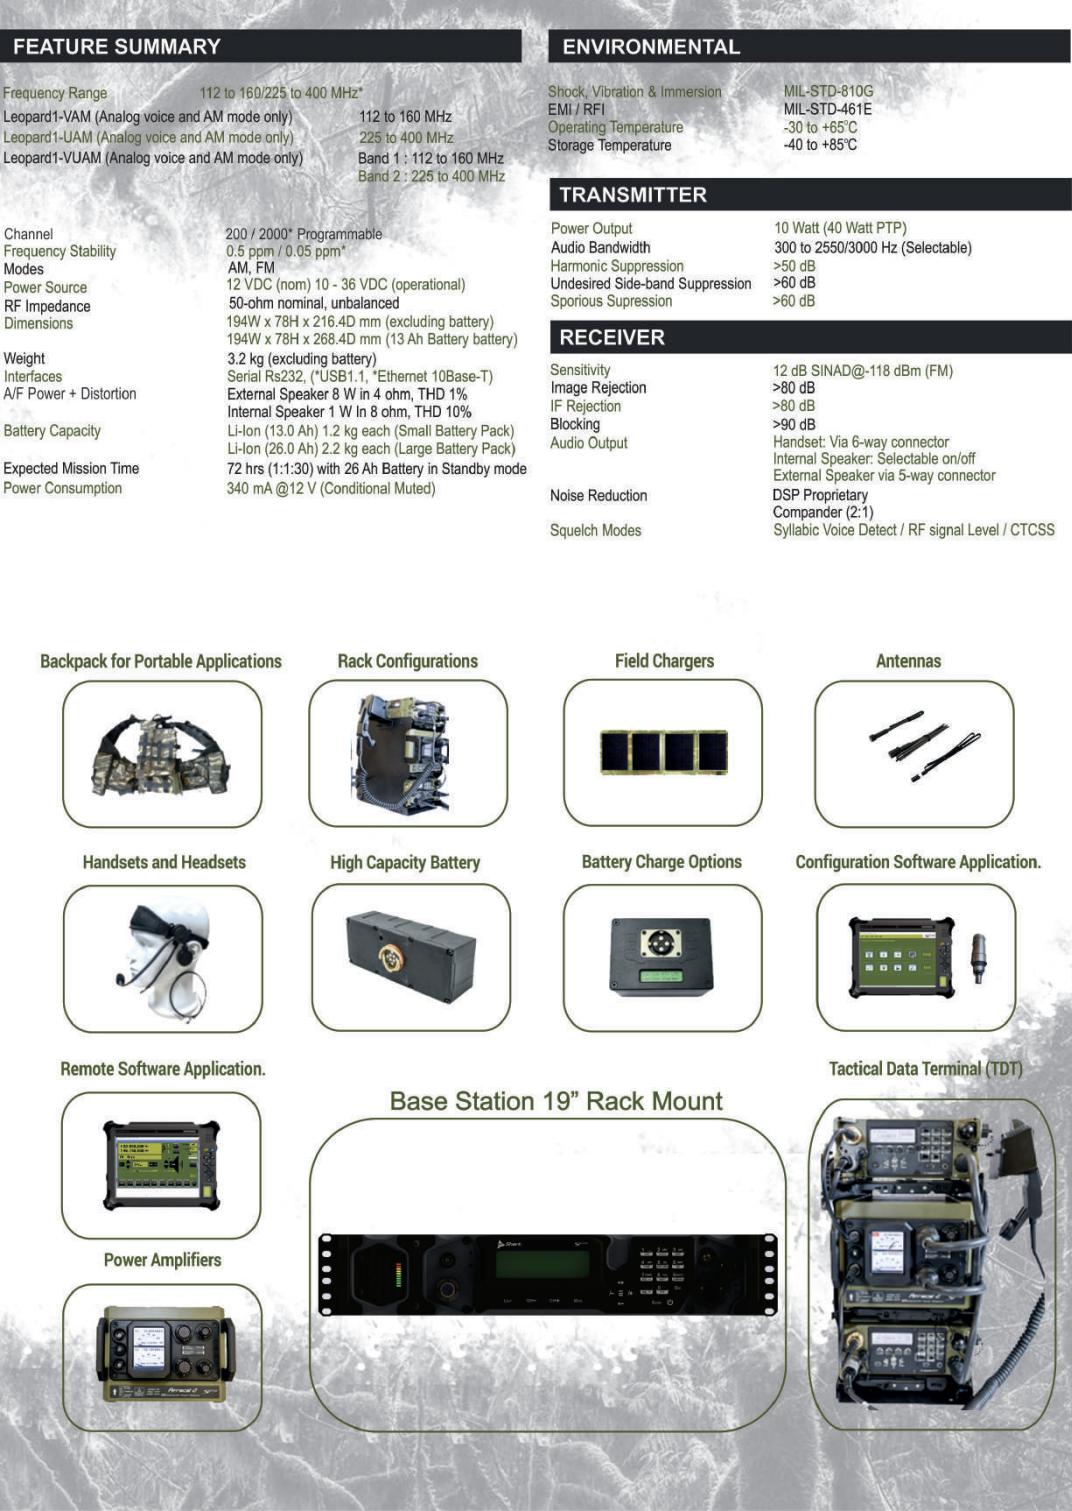 FEATURE SUMMARY
Frequency Range 112 to 160/225 to 400 MHz*
Leopard1-VAM (Analog voice and AM mode only) 112 to 160 MHz
Leopard1-UAM (Analog voice and AM mode only) 225 to 400 MHz
Leopard1-VUAM (Analog voice and AM mode only) Band 1 : 112 to 160 MHz
Band 2 : 225 to 400 MHz
Channel 200 / 2000* Programmable
Frequency Stability 0.5 ppm / 0.05 ppm*
Modes AM, FM
Power Source 12 VDC (nom) 10 - 36 VDC (operational)
RF Impedance 50-ohm nominal, unbalanced
Dimensions 194W x 78H x 216.4D mm (excluding battery)
194W x 78H x 268.4D mm (13 Ah Battery battery)
Weight 3.2 kg (excluding battery)
Interfaces Serial Rs232, (*USB1.1, *Ethernet 10Base-T)
A/F Power + Distortion External Speaker 8 W in 4 ohm, THD 1%
Internal Speaker 1 W In 8 ohm, THD 10%
Battery Capacity Li-Ion (13.0 Ah) 1.2 kg each (Small Battery Pack)
Li-Ion (26.0 Ah) 2.2 kg each (Large Battery Pack)
Expected Mission Time 72 hrs (1:1:30) with 26 Ah Battery in Standby mode
Power Consumption 340 mA @12 V (Conditional Muted)
ENVIRONMENTAL
Shock, Vibration & Immersion MIL-STD-810G
EMI / RFI MIL-STD-461E
Operating Temperature -30 to +65°C
Storage Temperature -40 to +85°C
TRANSMITTER
Power Output 10 Watt (40 Watt PTP)
Audio Bandwidth 300 to 2550/3000 Hz (Selectable)
Harmonic Suppression >50 dB
Undesired Side-band Suppression >60 dB
Sporious Supression >60 dB
RECEIVER
Sensitivity 12 dB SINAD@-118 dBm (FM)
Image Rejection >80 dB
IF Rejection >80 dB
Blocking >90 dB
Audio Output Handset: Via 6-way connector
Internal Speaker: Selectable on/off
External Speaker via 5-way connector
Noise Reduction DSP Proprietary
Compander (2:1)
Squelch Modes Syllabic Voice Detect / RF signal Level / CTCSS
Backpack for Portable Applications
Rack Configurations
Field Chargers
Antennas
Handsets and Headsets
High Capacity Battery
Battery Charge Options
Configuration Software Application.
Remote Software Application.
Base Station 19” Rack Mount
Tactical Data Terminal (TDT)
Power Amplifiers